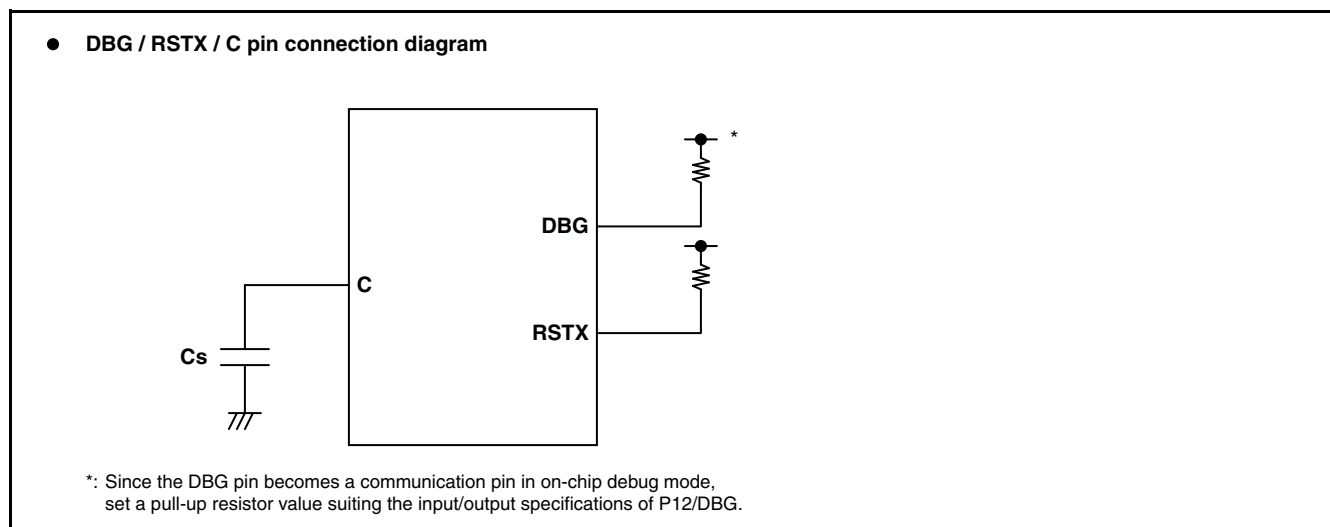 ● DBG / RSTX / C pin connection diagram
*
DBG
C
RSTX
Cs
*: Since the DBG pin becomes a communication pin in on-chip debug mode,
set a pull-up resistor value suiting the input/output specifications of P12/DBG.